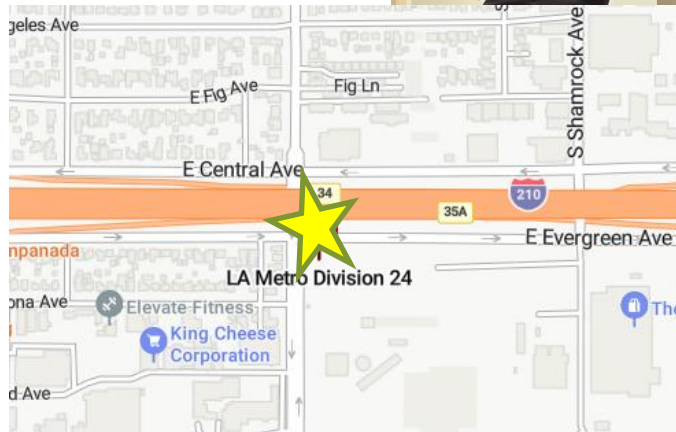 geles Ave
E Fig Ave
Fig Ln
S Shamrock Ave
E Central Ave
34
210
35A
E Evergreen Ave
mpanada
LA Metro Division 24
ona Ave
Elevate Fitness
The
King Cheese
Corporation
d Ave